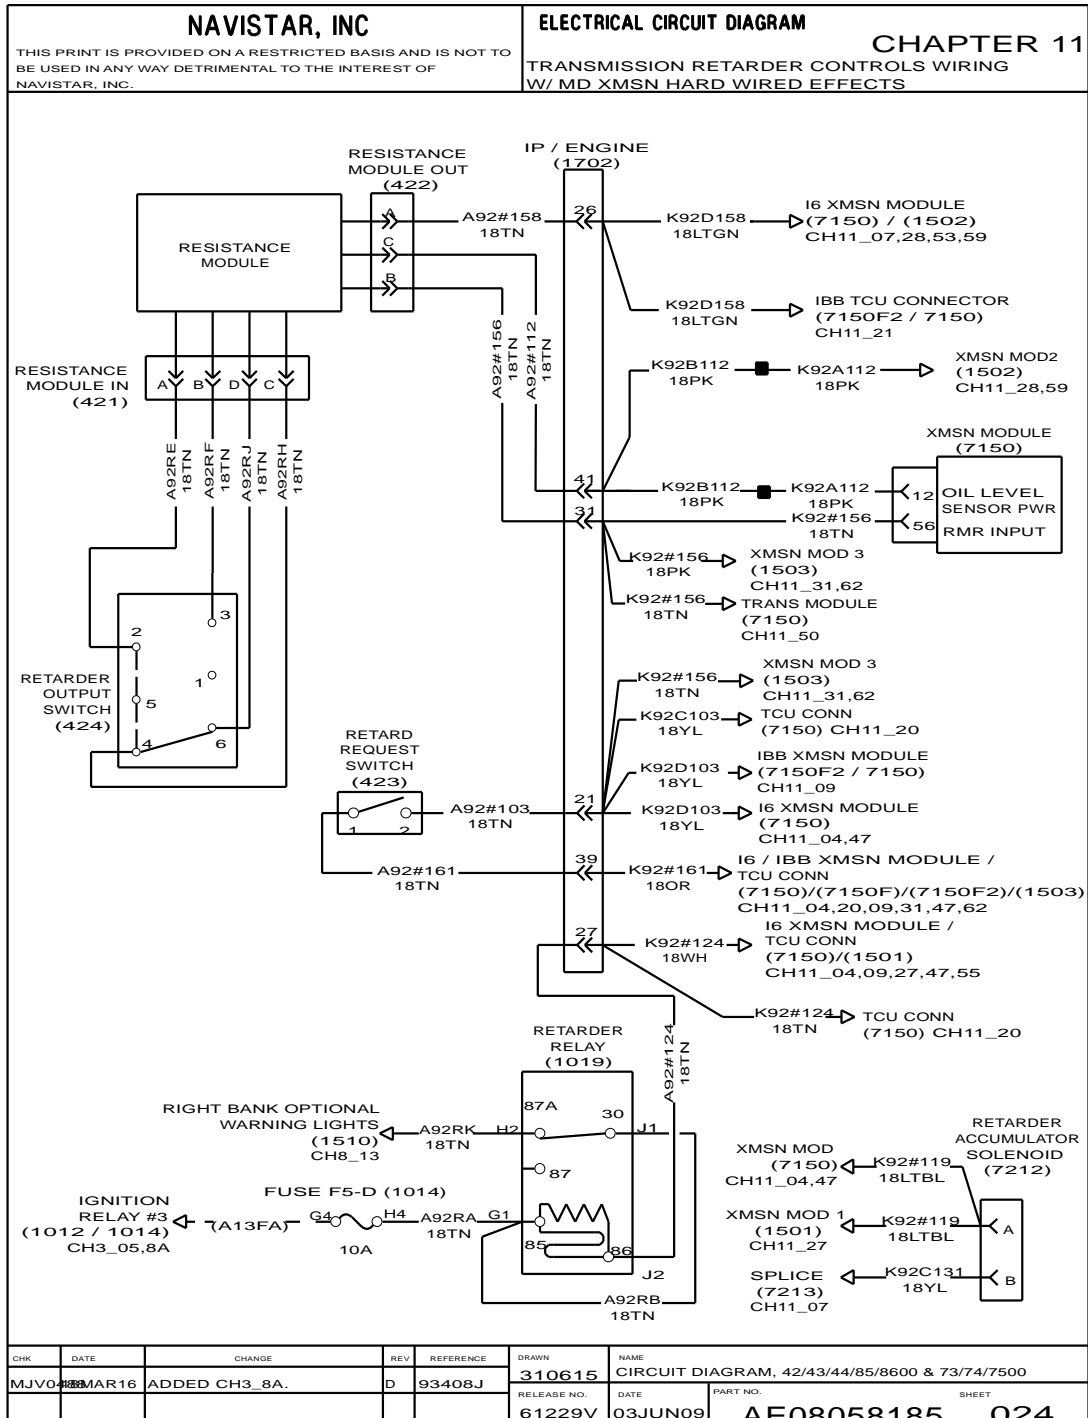 NAVISTAR, INC
THIS PRINT IS PROVIDED ON A RESTRICTED BASIS AND IS NOT TO
BE USED IN ANY WAY DETRIMENTAL TO THE INTEREST OF
NAVISTAR, INC.
ELECTRICAL CIRCUIT DIAGRAM
CHAPTER 11
TRANSMISSION RETARDER CONTROLS WIRING
W/ MD XMSN HARD WIRED EFFECTS
RESISTANCE
MODULE OUT
(422)
IP / ENGINE
(1702)
RESISTANCE
MODULE
A
C
B
A92#158
18TN
26
K92D158
18LTGN
I6 XMSN MODULE
(7150) / (1502)
CH11_07,28,53,59
K92D158
18LTGN
IBB TCU CONNECTOR
(7150F2 / 7150)
CH11_21
A92#156
18TN
A92#112
18TN
RESISTANCE
MODULE IN
(421)
A B D C
K92B112
18PK
K92A112
18PK
XMSN MOD2
(1502)
CH11_28,59
A92RE
18TN
A92RF
18TN
A92RJ
18TN
A92RH
18TN
XMSN MODULE
(7150)
41
K92B112
18PK
K92A112
18PK
12
OIL LEVEL
SENSOR PWR
31
K92#156
18TN
56
RMR INPUT
K92#156
18PK
XMSN MOD 3
(1503)
CH11_31,62
K92#156
18TN
TRANS MODULE
(7150)
CH11_50
RETARDER
OUTPUT
SWITCH
(424)
2
3
1
5
4
6
K92#156
18TN
XMSN MOD 3
(1503)
CH11_31,62
K92C103
18YL
TCU CONN
(7150) CH11_20
RETARD
REQUEST
SWITCH
(423)
1 2
K92D103
18YL
IBB XMSN MODULE
(7150F2 / 7150)
CH11_09
A92#103
18TN
21
K92D103
18YL
I6 XMSN MODULE
(7150)
CH11_04,47
A92#161
18TN
39
K92#161
18OR
I6 / IBB XMSN MODULE /
TCU CONN
(7150)/(7150F)/(7150F2)/(1503)
CH11_04,20,09,31,47,62
27
K92#124
18WH
I6 XMSN MODULE /
TCU CONN
(7150)/(1501)
CH11_04,09,27,47,55
K92#124
18TN
TCU CONN
(7150) CH11_20
A92#124
18TN
RETARDER
RELAY
(1019)
87A
30
H2
J1
87
G1
85
86
J2
RIGHT BANK OPTIONAL
WARNING LIGHTS
(1510)
CH8_13
A92RK
18TN
IGNITION
RELAY #3
(1012 / 1014)
CH3_05,8A
(A13FA)
FUSE F5-D (1014)
G4
H4
10A
A92RA
18TN
A92RB
18TN
RETARDER
ACCUMULATOR
SOLENOID
(7212)
XMSN MOD
(7150)
CH11_04,47
K92#119
18LTBL
XMSN MOD 1
(1501)
CH11_27
K92#119
18LTBL
A
SPLICE
(7213)
CH11_07
K92C131
18YL
B
CHK DATE CHANGE REV REFERENCE
MAR16 ADDED CH3_8A. D 93408J
DRAWN
310615
NAME
CIRCUIT DIAGRAM, 42/43/44/85/8600 & 73/74/7500
RELEASE NO.
61229V
DATE
03JUN09
PART NO.
AE08058185
SHEET
024